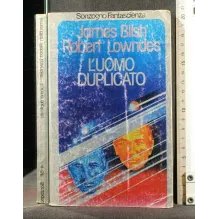 Sonzogno Fantascienza
James Blish
Robert Lowndes
L'UOMO
DUPLICATO